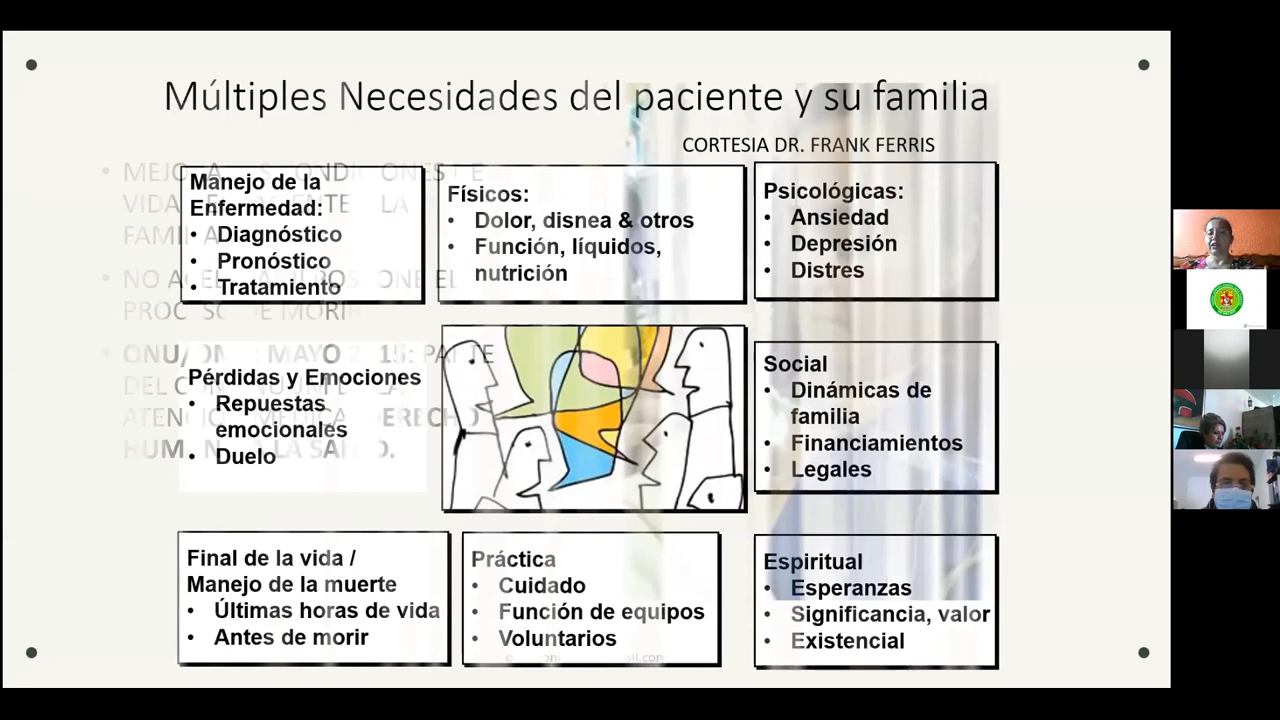 Múltiples Necesidades del paciente y su familia
CORTESIA DR. FRANK FERRIS
Manejo de la
Enfermedad:
• Diagnóstico
• Pronóstico
• Tratamiento
Físicos:
• Dolor, disnea & otros
• Función, líquidos,
nutrición
Psicológicas:
• Ansiedad
• Depresión
• Distres
Pérdidas y Emociones
• Repuestas
emocionales
• Duelo
Social
• Dinámicas de
familia
• Financiamientos
• Legales
Final de la vida /
Manejo de la muerte
• Últimas horas de vida
• Antes de morir
Práctica
• Cuidado
• Función de equipos
• Voluntarios
Espiritual
• Esperanzas
• Significancia, valor
• Existencial